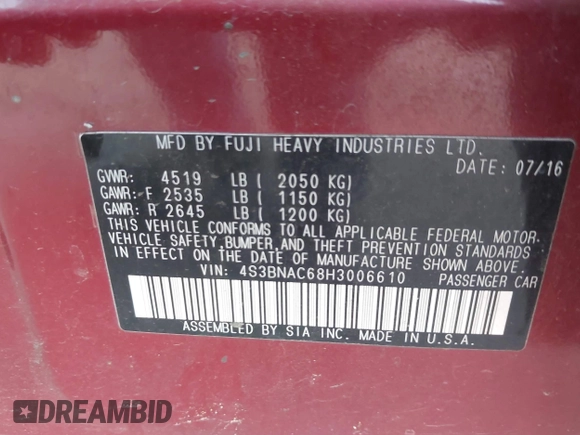 MFD BY FUJI HEAVY INDUSTRIES LTD.
DATE: 07/16
GVWR: 4519 LB ( 2050 KG)
GAWR: F 2535 LB ( 1150 KG)
GAWR: R 2645 LB ( 1200 KG)
THIS VEHICLE CONFORMS TO ALL APPLICABLE FEDERAL MOTOR
VEHICLE SAFETY, BUMPER, AND THEFT PREVENTION STANDARDS
IN EFFECT ON THE DATE OF MANUFACTURE SHOWN ABOVE.
VIN: 4S3BNAC68H3006610 PASSENGER CAR
ASSEMBLED BY SIA INC. MADE IN U.S.A.
DREAMBID